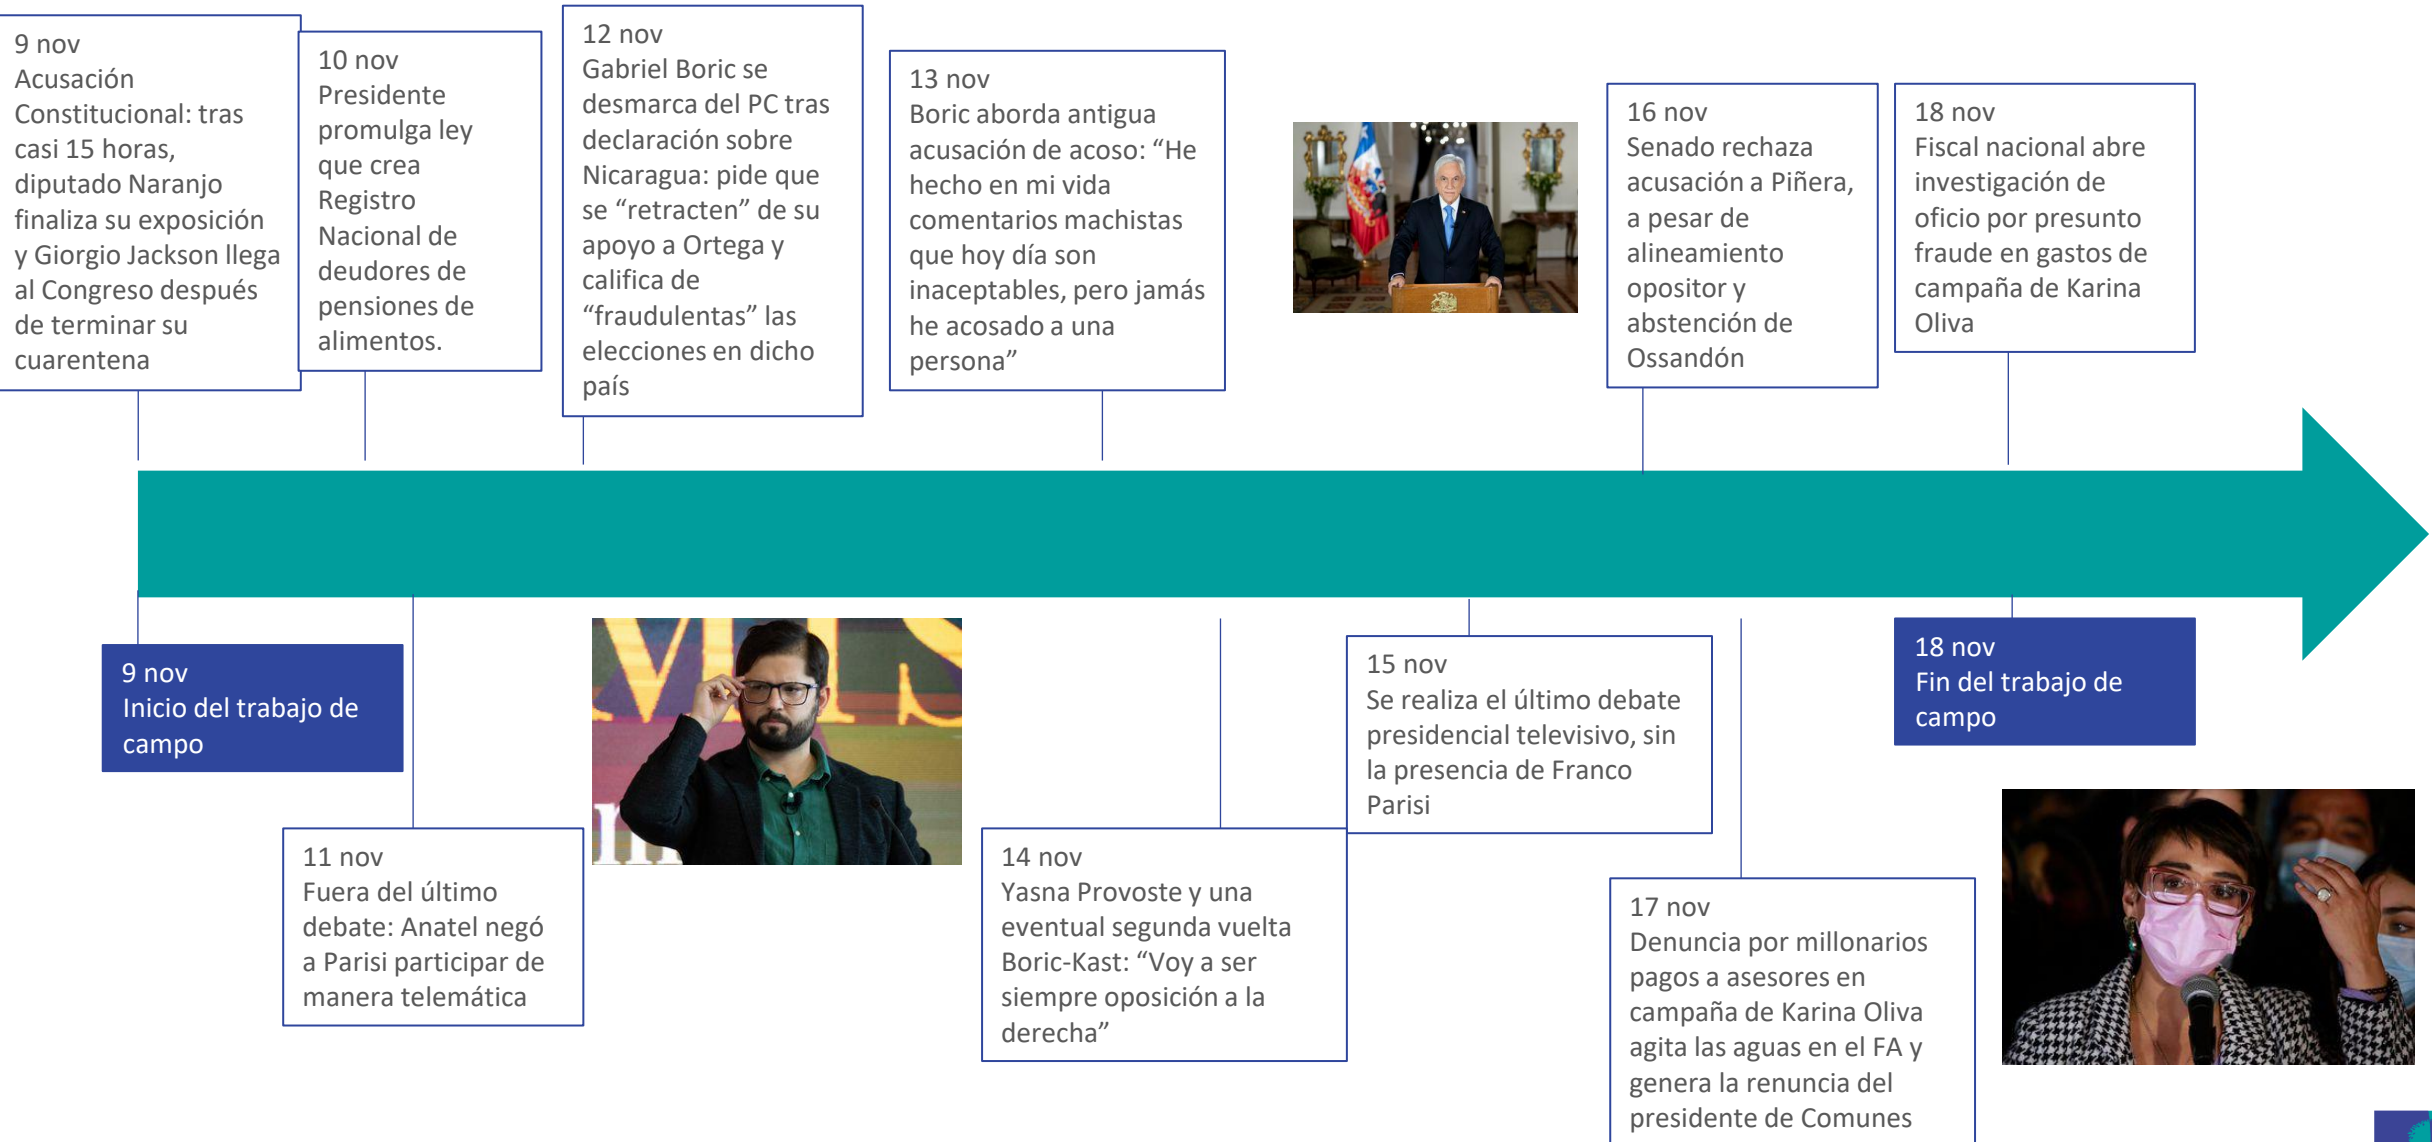 9 nov
Acusación
Constitucional: tras
casi 15 horas,
diputado Naranjo
finaliza su exposición
y Giorgio Jackson llega
al Congreso después
de terminar su
cuarentena
10 nov
Presidente
promulga ley
que crea
Registro
Nacional de
deudores de
pensiones de
alimentos.
12 nov
Gabriel Boric se
desmarca del PC tras
declaración sobre
Nicaragua: pide que
se “retracten” de su
apoyo a Ortega y
califica de
“fraudulentas” las
elecciones en dicho
país
13 nov
Boric aborda antigua
acusación de acoso: “He
hecho en mi vida
comentarios machistas
que hoy día son
inaceptables, pero jamás
he acosado a una
persona”
16 nov
Senado rechaza
acusación a Piñera,
a pesar de
alineamiento
opositor y
abstención de
Ossandón
18 nov
Fiscal nacional abre
investigación de
oficio por presunto
fraude en gastos de
campaña de Karina
Oliva
9 nov
Inicio del trabajo de
campo
11 nov
Fuera del último
debate: Anatel negó
a Parisi participar de
manera telemática
14 nov
Yasna Provoste y una
eventual segunda vuelta
Boric-Kast: “Voy a ser
siempre oposición a la
derecha”
15 nov
Se realiza el último debate
presidencial televisivo, sin
la presencia de Franco
Parisi
17 nov
Denuncia por millonarios
pagos a asesores en
campaña de Karina Oliva
agita las aguas en el FA y
genera la renuncia del
presidente de Comunes
18 nov
Fin del trabajo de
campo